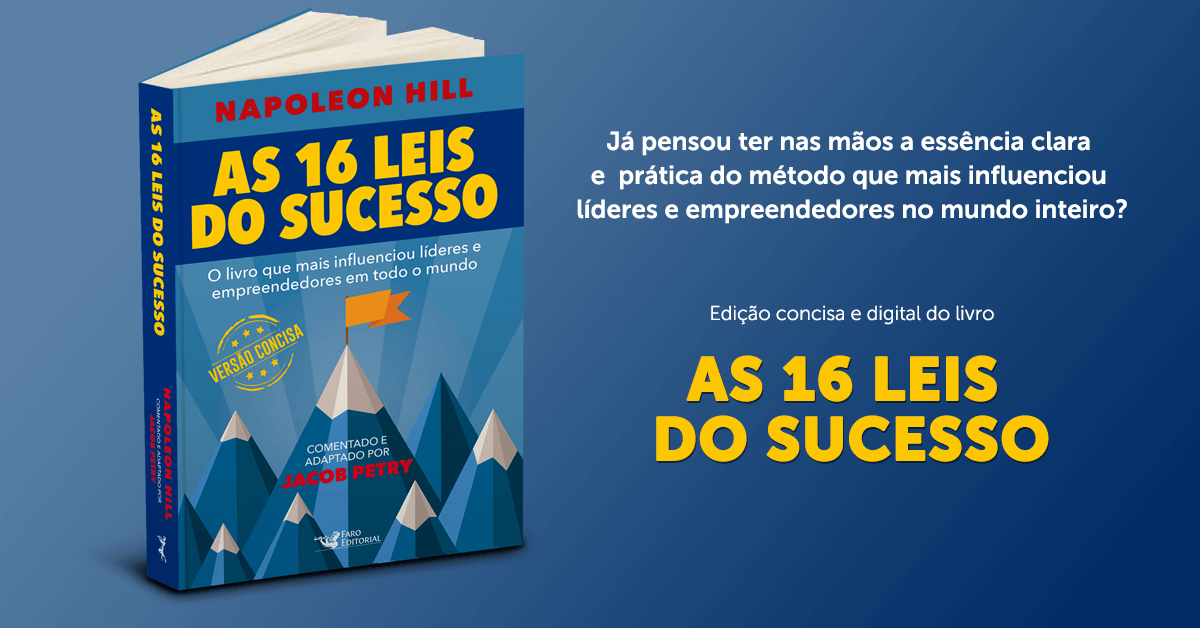 AS 16 LEIS DO SUCESSO
NAPOLEON HILL
COMENTADO E ADAPTADO POR
JACOB PETRY
NAPOLEON HILL
AS 16 LEIS
DO SUCESSO
O livro que mais influenciou líderes e
empreendedores em todo o mundo
VERSÃO CONCISA
COMENTADO E
ADAPTADO POR
JACOB PETRY
FARO
EDITORIAL
Já pensou ter nas mãos a essência clara
e prática do método que mais influenciou
líderes e empreendedores no mundo inteiro?
Edição concisa e digital do livro
AS 16 LEIS
DO SUCESSO